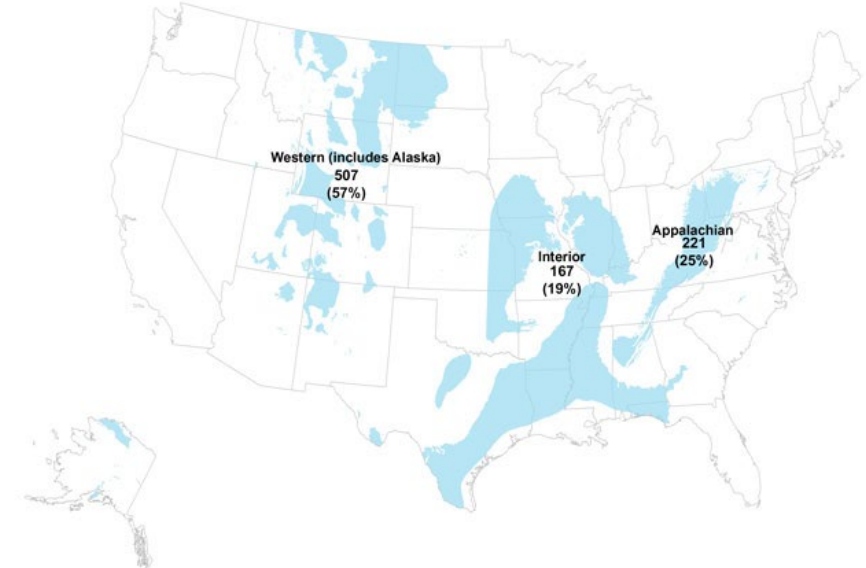 Western (includes Alaska)
507
(57%)
Appalachian
221
(25%)
Interior
167
(19%)